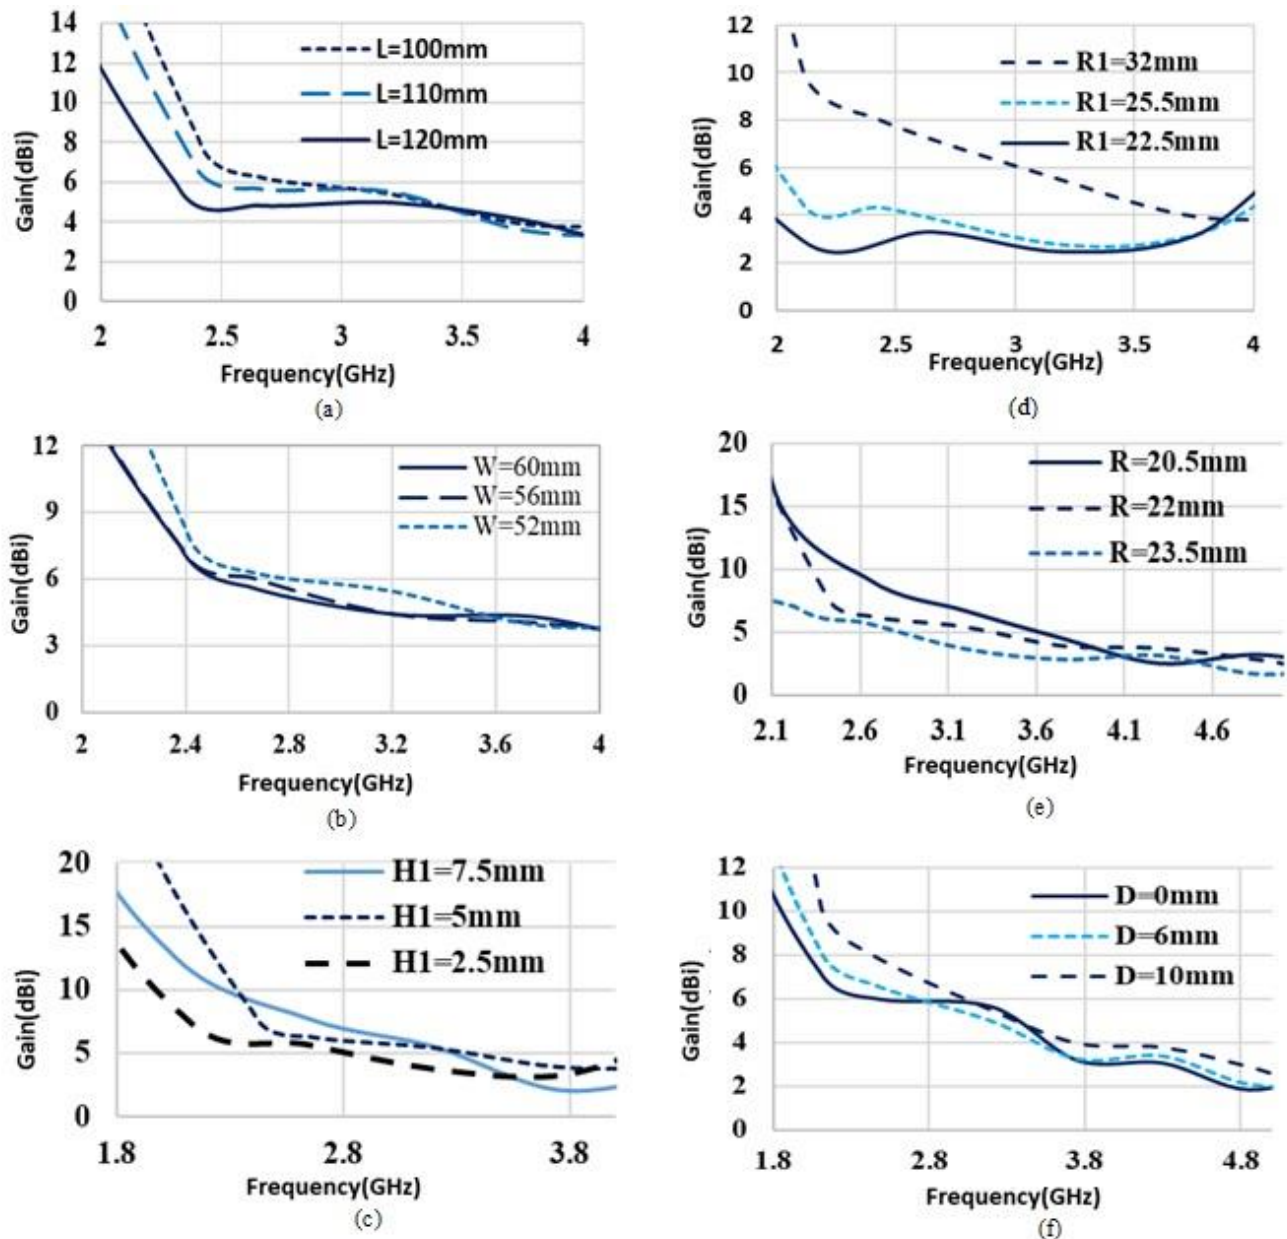 14
12
10
8
6
4
2
0
Gain(dBi)
L=100mm
L=110mm
L=120mm
2 2.5 3 3.5 4
Frequency(GHz)
(a)
12
10
8
6
4
2
0
Gain(dBi)
R1=32mm
R1=25.5mm
R1=22.5mm
2 2.5 3 3.5 4
Frequency(GHz)
(d)
12
9
6
3
0
Gain(dBi)
W=60mm
W=56mm
W=52mm
2 2.4 2.8 3.2 3.6 4
Frequency(GHz)
(b)
20
15
10
5
0
Gain(dBi)
R=20.5mm
R=22mm
R=23.5mm
2.1 2.6 3.1 3.6 4.1 4.6
Frequency(GHz)
(e)
20
15
10
5
0
Gain(dBi)
H1=7.5mm
H1=5mm
H1=2.5mm
1.8 2.8 3.8
Frequency(GHz)
(c)
12
10
8
6
4
2
0
Gain(dBi)
D=0mm
D=6mm
D=10mm
1.8 2.8 3.8 4.8
Frequency(GHz)
(f)